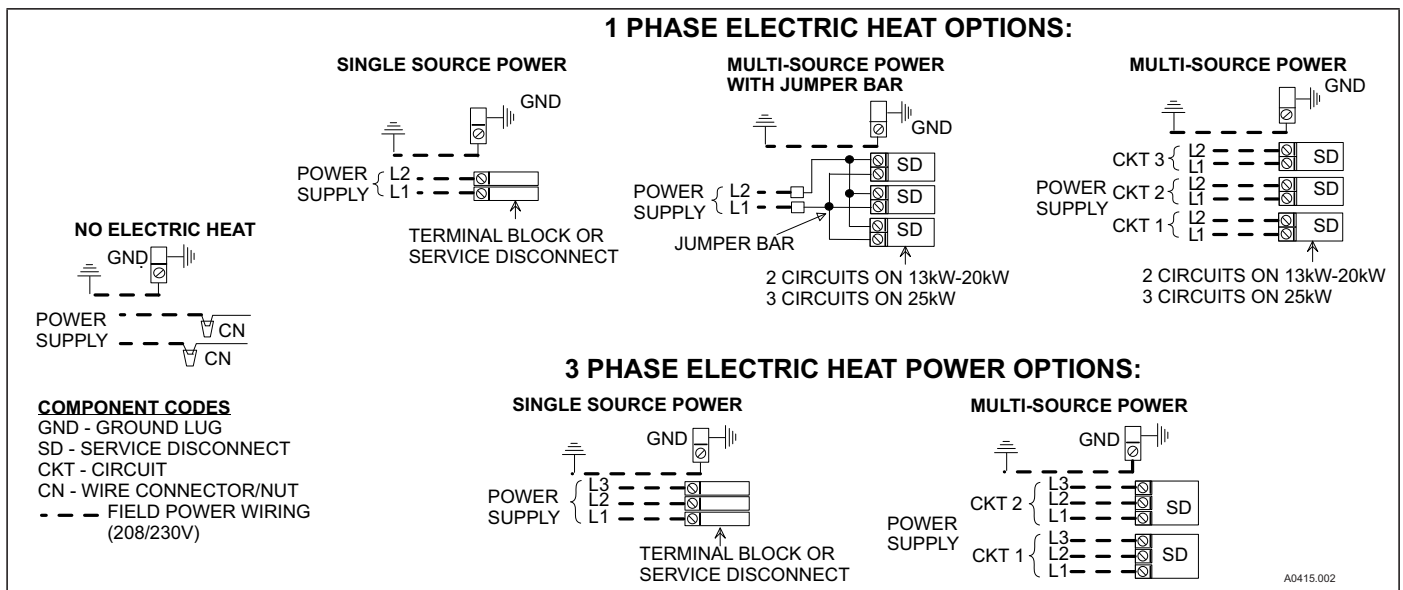 1 PHASE ELECTRIC HEAT OPTIONS:
SINGLE SOURCE POWER
GND
POWER
SUPPLY
L2
L1
TERMINAL BLOCK OR
SERVICE DISCONNECT
MULTI-SOURCE POWER
WITH JUMPER BAR
GND
POWER
SUPPLY
L2
L1
SD
SD
SD
JUMPER BAR
2 CIRCUITS ON 13kW-20kW
3 CIRCUITS ON 25kW
MULTI-SOURCE POWER
GND
POWER
SUPPLY
CKT 3
L2
L1
SD
CKT 2
L2
L1
SD
CKT 1
L2
L1
SD
2 CIRCUITS ON 13kW-20kW
3 CIRCUITS ON 25kW
NO ELECTRIC HEAT
GND
POWER
SUPPLY
CN
CN
COMPONENT CODES
GND - GROUND LUG
SD - SERVICE DISCONNECT
CKT - CIRCUIT
CN - WIRE CONNECTOR/NUT
FIELD POWER WIRING
(208/230V)
3 PHASE ELECTRIC HEAT POWER OPTIONS:
SINGLE SOURCE POWER
GND
POWER
SUPPLY
L3
L2
L1
TERMINAL BLOCK OR
SERVICE DISCONNECT
MULTI-SOURCE POWER
GND
POWER
SUPPLY
CKT 2
L3
L2
L1
SD
CKT 1
L3
L2
L1
SD
A0415.002